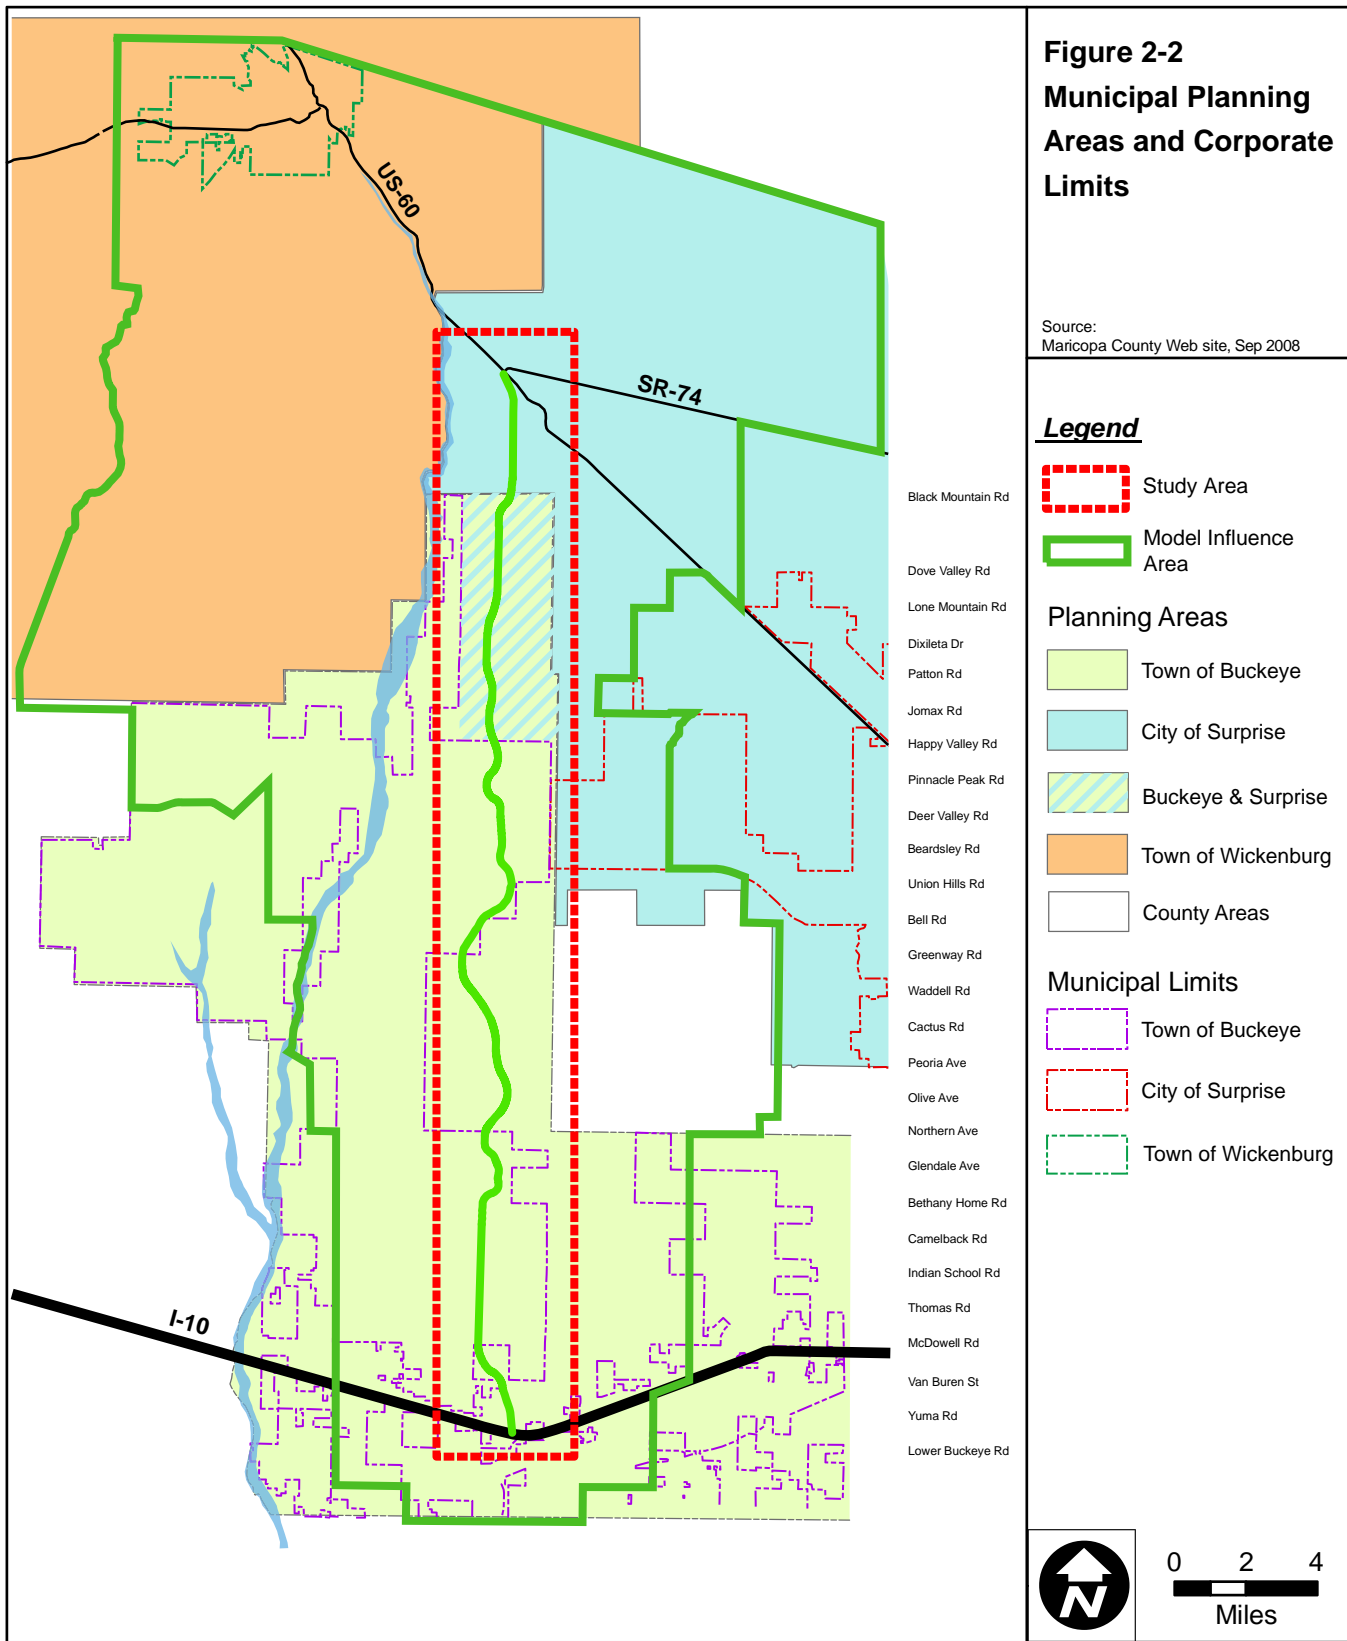 Figure 2-2
Municipal Planning
Areas and Corporate
Limits
Source:
Maricopa County Web site, Sep 2008
Legend
Study Area
Model Influence
Area
Planning Areas
Town of Buckeye
City of Surprise
Buckeye & Surprise
Town of Wickenburg
County Areas
Municipal Limits
Town of Buckeye
City of Surprise
Town of Wickenburg
US-60
SR-74
I-10
Black Mountain Rd
Dove Valley Rd
Lone Mountain Rd
Dixileta Dr
Patton Rd
Jomax Rd
Happy Valley Rd
Pinnacle Peak Rd
Deer Valley Rd
Beardsley Rd
Union Hills Rd
Bell Rd
Greenway Rd
Waddell Rd
Cactus Rd
Peoria Ave
Olive Ave
Northern Ave
Glendale Ave
Bethany Home Rd
Camelback Rd
Indian School Rd
Thomas Rd
McDowell Rd
Van Buren St
Yuma Rd
Lower Buckeye Rd
N
0 2 4
Miles